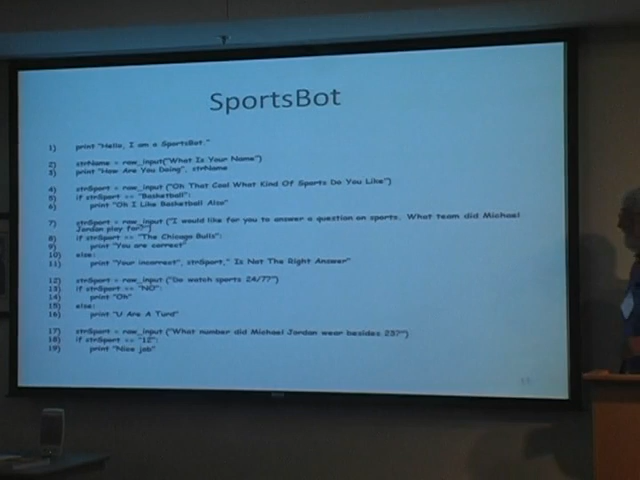 SportsBot
1) print "Hello, I am a SportsBot."
2) strName = raw_input("What Is Your Name")
3) print "How Are You Doing", strName
4) strSport = raw_input("Oh That Cool What Kind Of Sports Do You Like")
5) if strSport == "Basketball":
6) print "Oh I Like Basketball Also"
7) strSport = raw_input ("I would like for you to answer a question on sports. What team did Michael
Jordan play for?")
8) if strSport == "The Chicago Bulls":
9) print "You are correct"
10) else:
11) print "Your incorrect", strSport," Is Not The Right Answer"
12) strSport = raw_input ("Do watch sports 24/7?")
13) if strSport == "NO":
14) print "Oh"
15) else:
16) print "U Are A Turd"
17) strSport = raw_input ("What number did Michael Jordan wear besides 23?")
18) if strSport == "12":
19) print "Nice job"